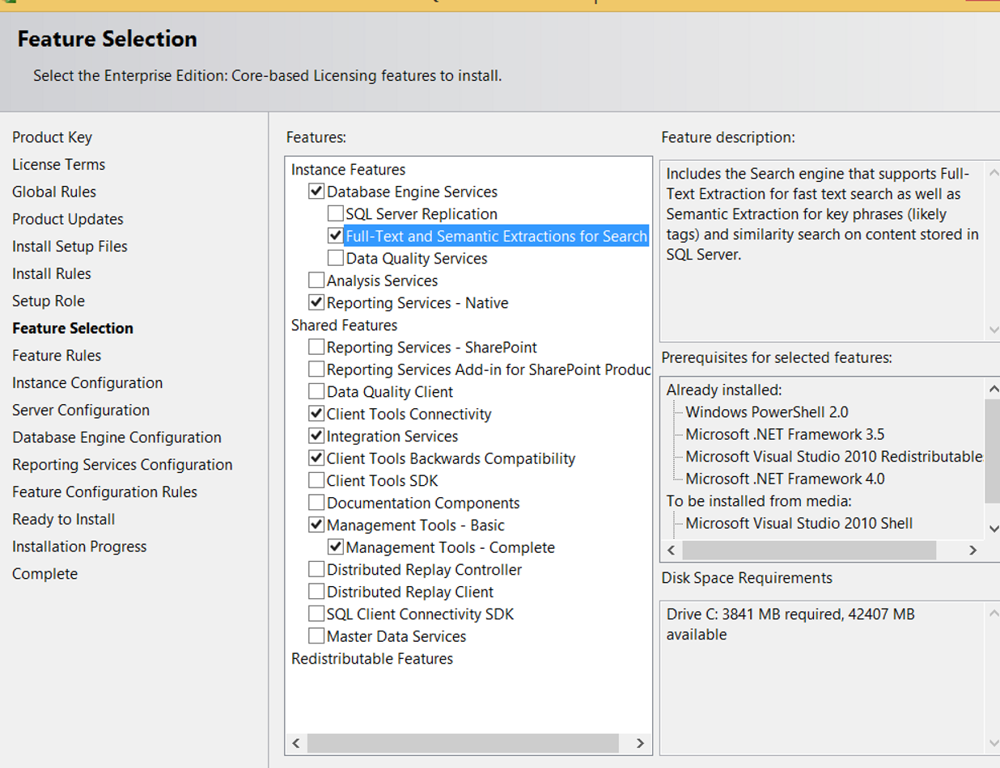 Feature Selection
Select the Enterprise Edition: Core-based Licensing features to install.
Product Key
License Terms
Global Rules
Product Updates
Install Setup Files
Install Rules
Setup Role
Feature Selection
Feature Rules
Instance Configuration
Server Configuration
Database Engine Configuration
Reporting Services Configuration
Feature Configuration Rules
Ready to Install
Installation Progress
Complete
Features:
Instance Features
Database Engine Services
SQL Server Replication
Full-Text and Semantic Extractions for Search
Data Quality Services
Analysis Services
Reporting Services - Native
Shared Features
Reporting Services - SharePoint
Reporting Services Add-in for SharePoint Produc
Data Quality Client
Client Tools Connectivity
Integration Services
Client Tools Backwards Compatibility
Client Tools SDK
Documentation Components
Management Tools - Basic
Management Tools - Complete
Distributed Replay Controller
Distributed Replay Client
SQL Client Connectivity SDK
Master Data Services
Redistributable Features
Feature description:
Includes the Search engine that supports Full-
Text Extraction for fast text search as well as
Semantic Extraction for key phrases (likely
tags) and similarity search on content stored in
SQL Server.
Prerequisites for selected features:
Already installed:
Windows PowerShell 2.0
Microsoft .NET Framework 3.5
Microsoft Visual Studio 2010 Redistributable
Microsoft .NET Framework 4.0
To be installed from media:
Microsoft Visual Studio 2010 Shell
Disk Space Requirements
Drive C: 3841 MB required, 42407 MB
available